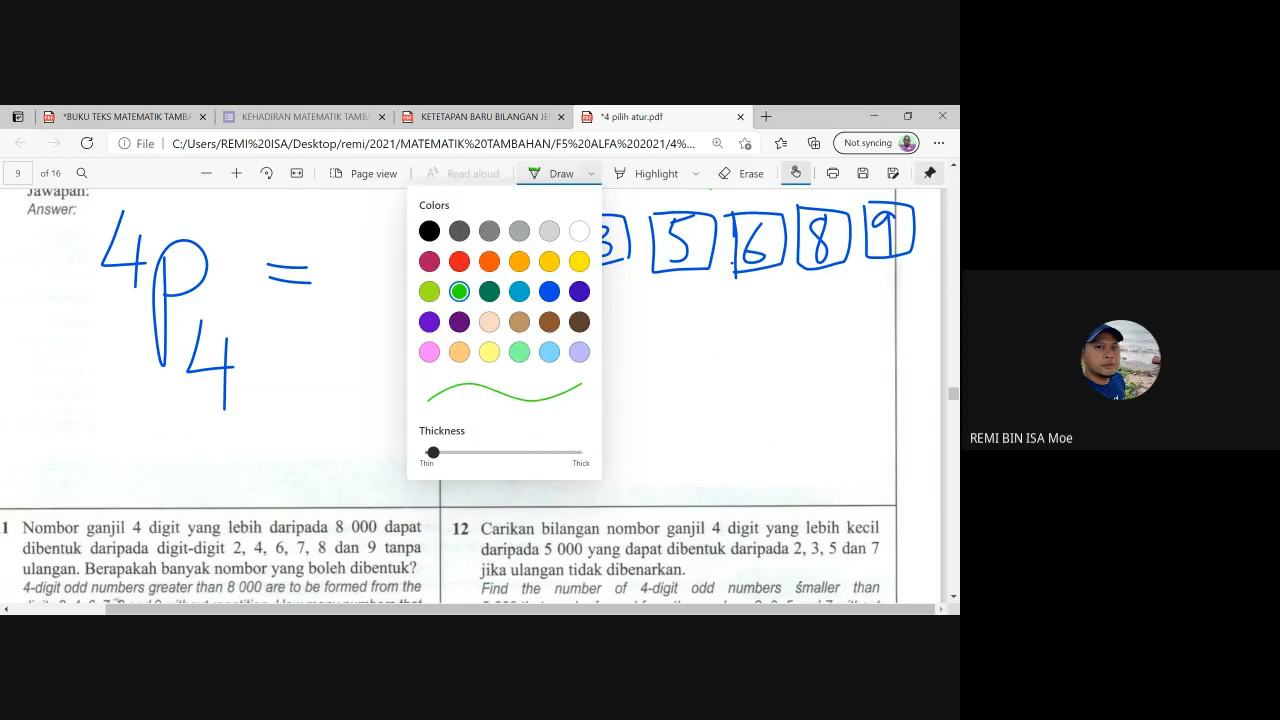 *BUKU TEKS MATEMATIK TAMBA
KEHADIRAN MATEMATIK TAMBA
KETETAPAN BARU BILANGAN JE
*4 pilih atur.pdf
File
C:/Users/REMI%20ISA/Desktop/remi/2021/MATEMATIK%20TAMBAHAN/F5%20ALFA%202021/4%...
Not syncing
9 of 16
Page view
Read aloud
Draw
Highlight
Erase
Jawapan:
Answer:
4P4 =
3 5 6 8 9
Colors
Thickness
Thin Thick
1 Nombor ganjil 4 digit yang lebih daripada 8 000 dapat
dibentuk daripada digit-digit 2, 4, 6, 7, 8 dan 9 tanpa
ulangan. Berapakah banyak nombor yang boleh dibentuk?
4-digit odd numbers greater than 8 000 are to be formed from the
12 Carikan bilangan nombor ganjil 4 digit yang lebih kecil
daripada 5 000 yang dapat dibentuk daripada 2, 3, 5 dan 7
jika ulangan tidak dibenarkan.
Find the number of 4-digit odd numbers smaller than
REMI BIN ISA Moe